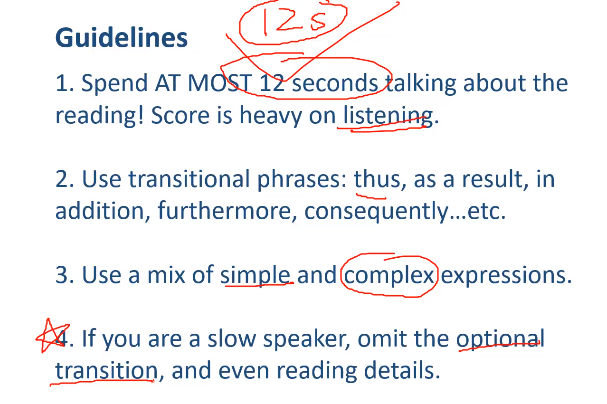 12s
Guidelines
1. Spend AT MOST 12 seconds talking about the
reading! Score is heavy on listening.
2. Use transitional phrases: thus, as a result, in
addition, furthermore, consequently...etc.
3. Use a mix of simple and complex expressions.
4. If you are a slow speaker, omit the optional
transition, and even reading details.